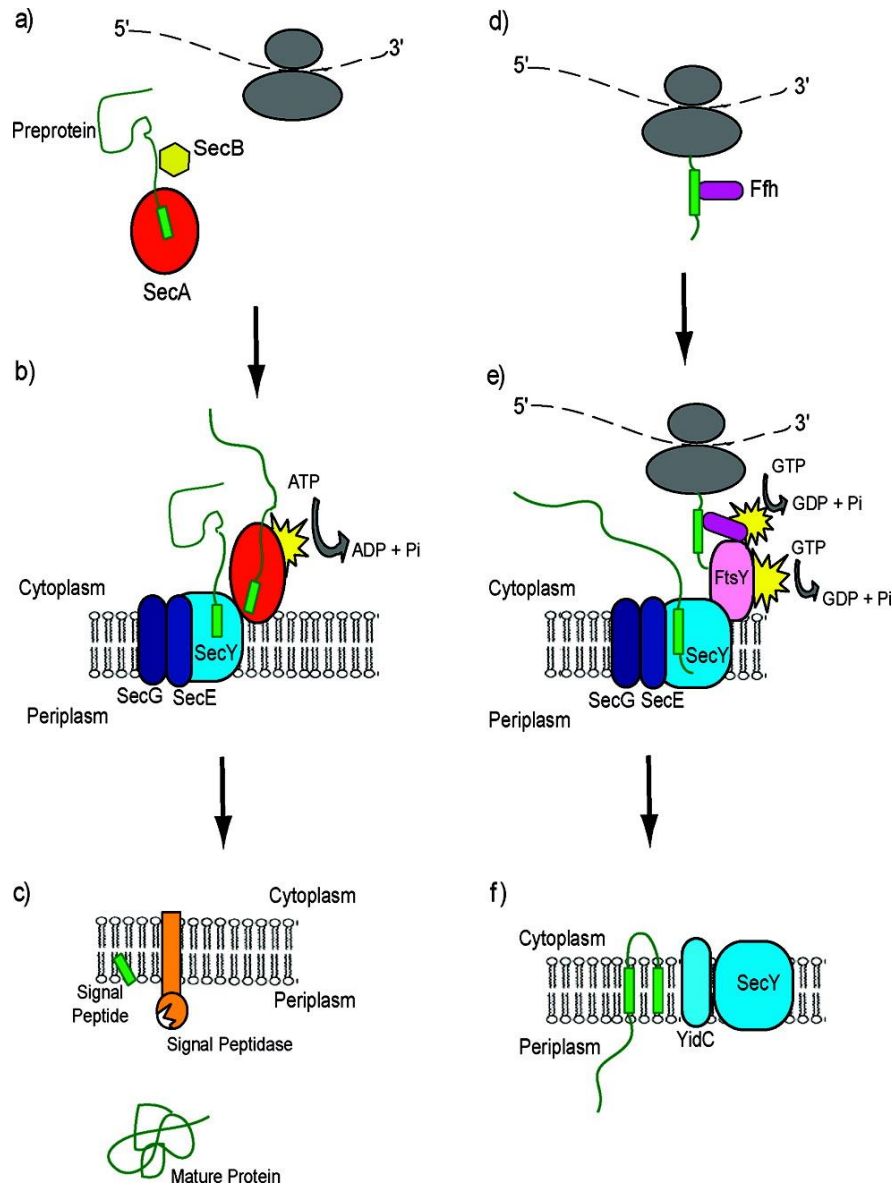 a)
5'
3'
Preprotein
SecB
SecA
b)
ATP
ADP + Pi
Cytoplasm
SecY
SecG SecE
Periplasm
c)
Cytoplasm
Signal
Peptide
Periplasm
Signal Peptidase
Mature Protein
d)
5'
3'
Ffh
e)
5'
3'
GTP
GDP + Pi
GTP
FtsY
GDP + Pi
Cytoplasm
SecY
SecG SecE
Periplasm
f)
Cytoplasm
SecY
YidC
Periplasm